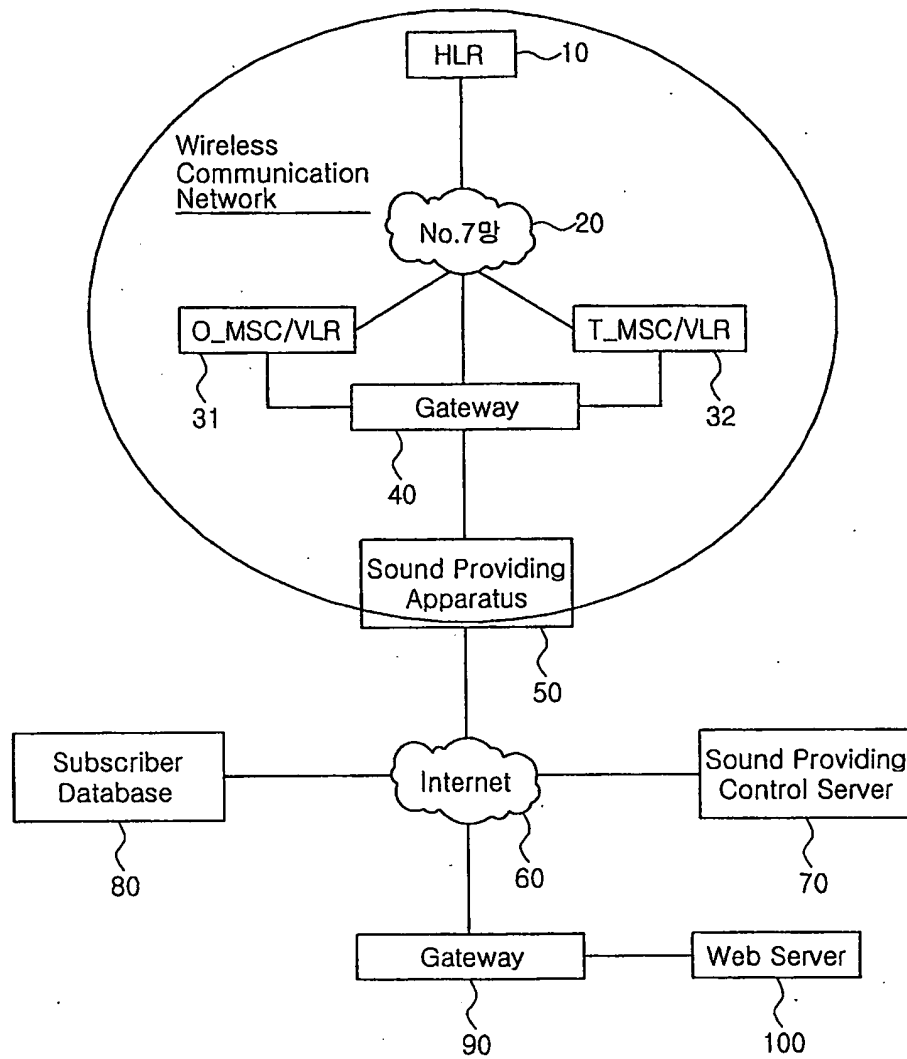 HLR
10
Wireless
Communication
Network
No.7망
20
O_MSC/VLR
T_MSC/VLR
31
Gateway
32
40
Sound Providing
Apparatus
50
Subscriber
Database
Internet
Sound Providing
Control Server
80
60
70
Gateway
Web Server
90
100